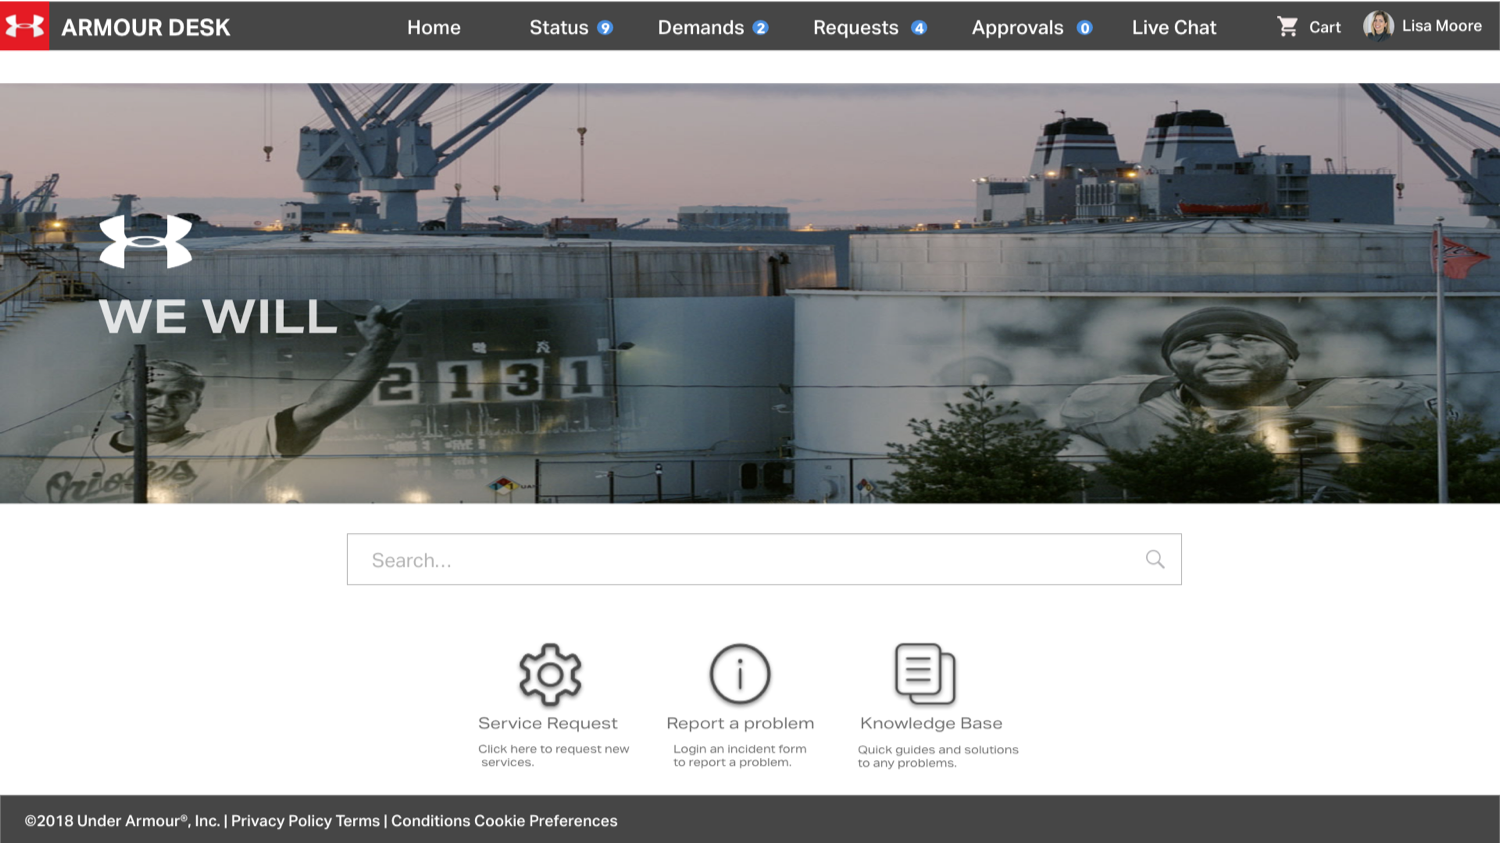 ARMOUR DESK
Home
Status 9
Demands 2
Requests 4
Approvals 0
Live Chat
Cart
Lisa Moore
WE WILL
2131
Orioles
Search...
Service Request
Click here to request new
services.
Report a problem
Login an incident form
to report a problem.
Knowledge Base
Quick guides and solutions
to any problems.
©2018 Under Armour®, Inc. | Privacy Policy Terms | Conditions Cookie Preferences